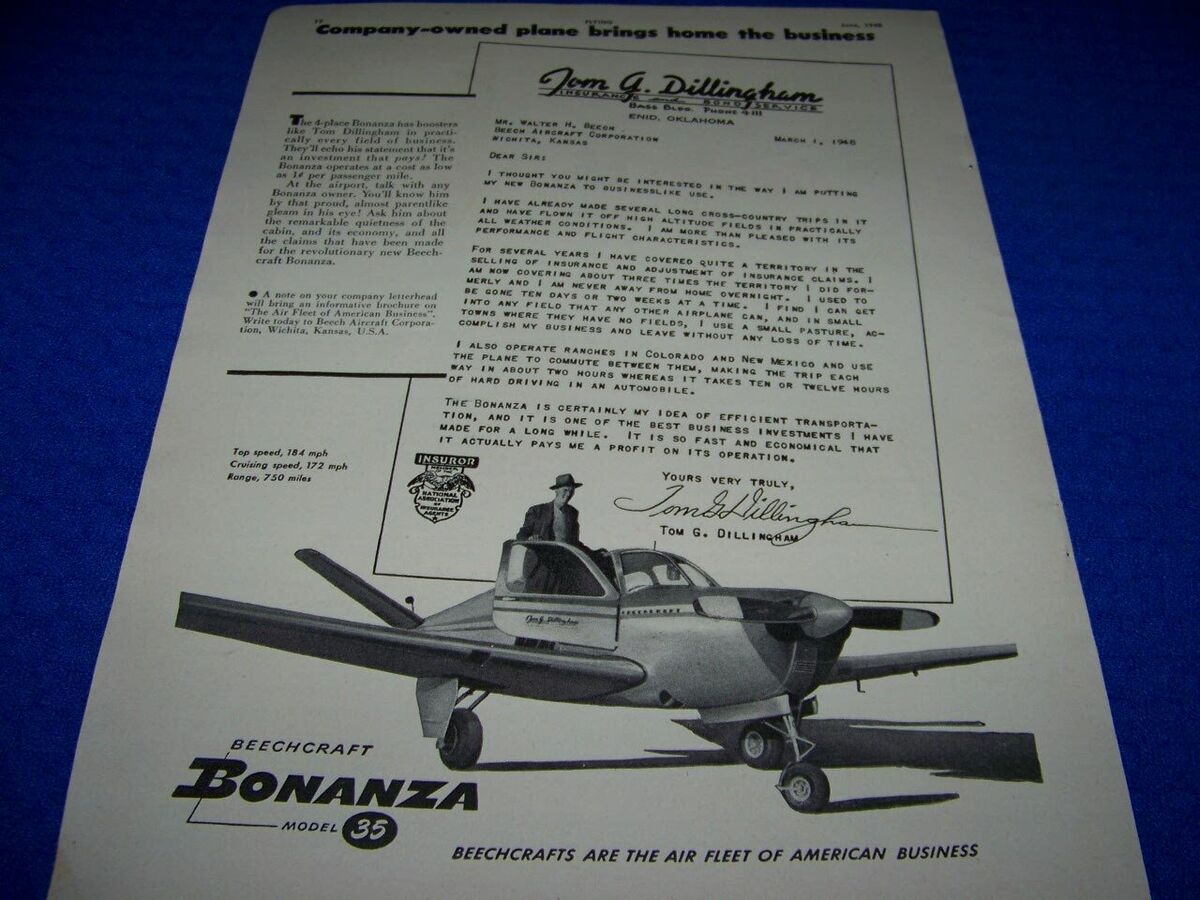 FLYING
June, 1948
Company-owned plane brings home the business
Tom G. Dillingham
INSURANCE and BOND SERVICE
BASS BLDG. PHONE 4111
ENID, OKLAHOMA
MR. WALTER H. BEECH
BEECH AIRCRAFT CORPORATION
WICHITA, KANSAS
MARCH 1, 1948
DEAR SIR:
I THOUGHT YOU MIGHT BE INTERESTED IN THE WAY I AM PUTTING
MY NEW BONANZA TO BUSINESSLIKE USE.
I HAVE ALREADY MADE SEVERAL LONG CROSS-COUNTRY TRIPS IN IT
AND HAVE FLOWN IT OFF HIGH ALTITUDE FIELDS IN PRACTICALLY
ALL WEATHER CONDITIONS. I AM MORE THAN PLEASED WITH ITS
PERFORMANCE AND FLIGHT CHARACTERISTICS.
FOR SEVERAL YEARS I HAVE COVERED QUITE A TERRITORY IN THE
SELLING OF INSURANCE AND ADJUSTMENT OF INSURANCE CLAIMS. I
AM NOW COVERING ABOUT THREE TIMES THE TERRITORY I DID FOR-
MERLY AND I AM NEVER AWAY FROM HOME OVERNIGHT. I USED TO
BE GONE TEN DAYS OR TWO WEEKS AT A TIME. I FIND I CAN GET
INTO ANY FIELD THAT ANY OTHER AIRPLANE CAN, AND IN SMALL
TOWNS WHERE THEY HAVE NO FIELDS, I USE A SMALL PASTURE, AC-
COMPLISH MY BUSINESS AND LEAVE WITHOUT ANY LOSS OF TIME.
I ALSO OPERATE RANCHES IN COLORADO AND NEW MEXICO AND USE
THE PLANE TO COMMUTE BETWEEN THEM, MAKING THE TRIP EACH
WAY IN ABOUT TWO HOURS WHEREAS IT TAKES TEN OR TWELVE HOURS
OF HARD DRIVING IN AN AUTOMOBILE.
THE BONANZA IS CERTAINLY MY IDEA OF EFFICIENT TRANSPORTA-
TION, AND IT IS ONE OF THE BEST BUSINESS INVESTMENTS I HAVE
MADE FOR A LONG WHILE. IT IS SO FAST AND ECONOMICAL THAT
IT ACTUALLY PAYS ME A PROFIT ON ITS OPERATION.
YOURS VERY TRULY,
Tom G Dillingham
TOM G. DILLINGHAM
INSUROR
MEMBER
OF THE
NATIONAL
ASSOCIATION
OF
INSURANCE
AGENTS
The 4-place Bonanza has boosters
like Tom Dillingham in practi-
cally every field of business.
They'll echo his statement that it's
an investment that pays! The
Bonanza operates at a cost as low
as 1¢ per passenger mile.
At the airport, talk with any
Bonanza owner. You'll know him
by that proud, almost parentlike
gleam in his eye! Ask him about
the remarkable quietness of the
cabin, and its economy, and all
the claims that have been made
for the revolutionary new Beech-
craft Bonanza.
● A note on your company letterhead
will bring an informative brochure on
"The Air Fleet of American Business".
Write today to Beech Aircraft Corpora-
tion, Wichita, Kansas, U.S.A.
Top speed, 184 mph
Cruising speed, 172 mph
Range, 750 miles
BEECHCRAFT
Tom G. Dillingham
BEECHCRAFT
BONANZA
MODEL 35
BEECHCRAFTS ARE THE AIR FLEET OF AMERICAN BUSINESS